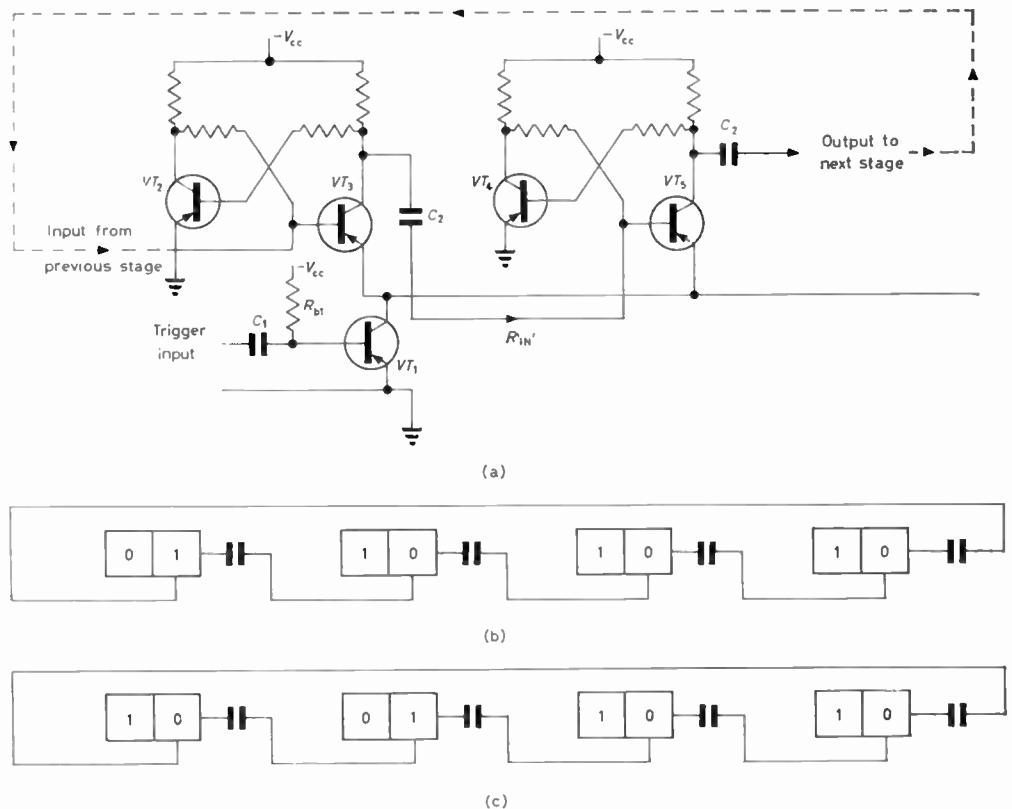 -Vcc
-Vcc
C2
Output to
next stage
VT2
VT3
C2
VT4
VT5
Input from
previous stage
-Vcc
Rb1
Trigger
input
C1
VT1
RIN'
(a)
0 1
1 0
1 0
1 0
(b)
1 0
0 1
1 0
1 0
(c)